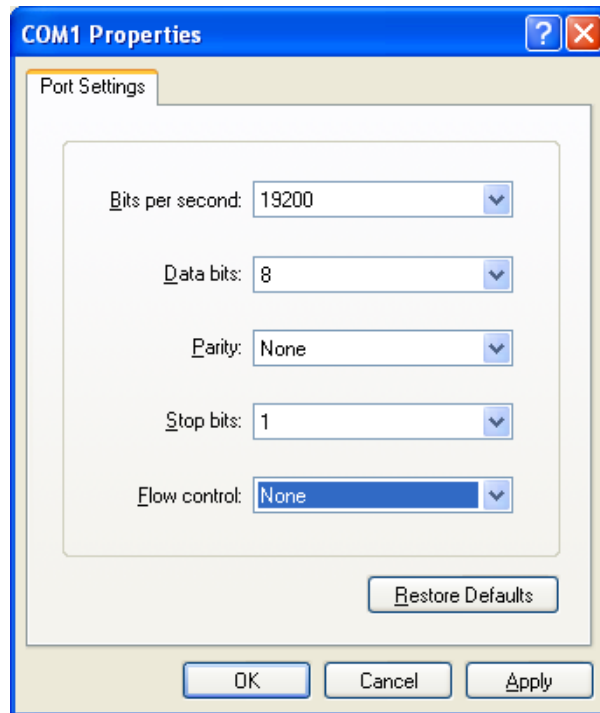 COM1 Properties
Port Settings
Bits per second: 19200
Data bits: 8
Parity: None
Stop bits: 1
Flow control: None
Restore Defaults
OK Cancel Apply